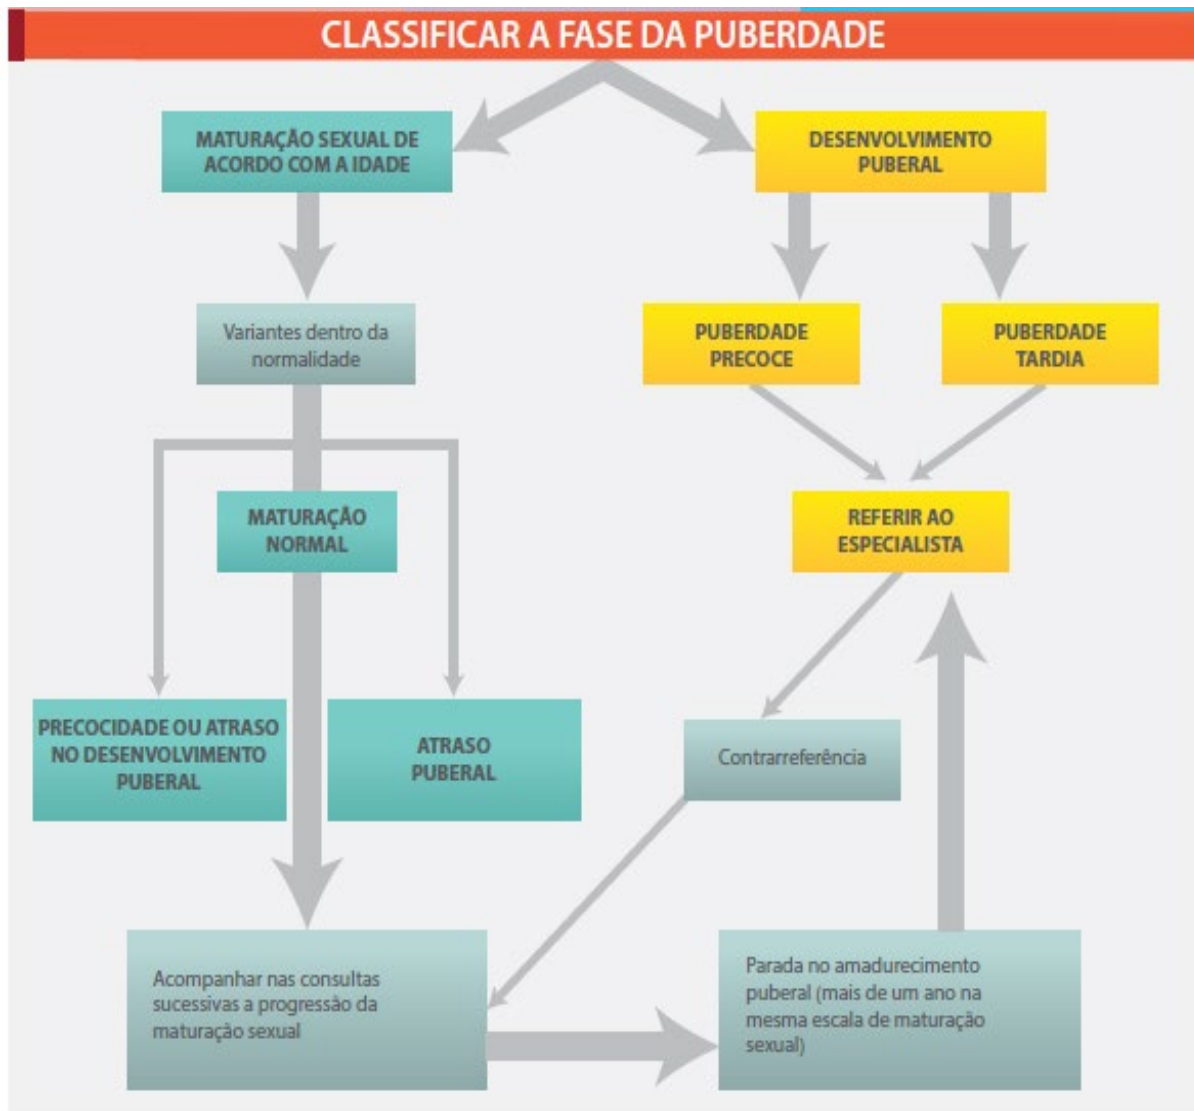 CLASSIFICAR A FASE DA PUBERDADE
MATURAÇÃO SEXUAL DE
ACORDO COM A IDADE
DESENVOLVIMENTO
PUBERAL
Variantes dentro da
normalidade
PUBERDADE
PRECOCE
PUBERDADE
TARDIA
MATURAÇÃO
NORMAL
REFERIR AO
ESPECIALISTA
PRECOCIDADE OU ATRASO
NO DESENVOLVIMENTO
PUBERAL
ATRASO
PUBERAL
Contrarreferência
Acompanhar nas consultas
sucessivas a progressão da
maturação sexual
Parada no amadurecimento
puberal (mais de um ano na
mesma escala de maturação
sexual)